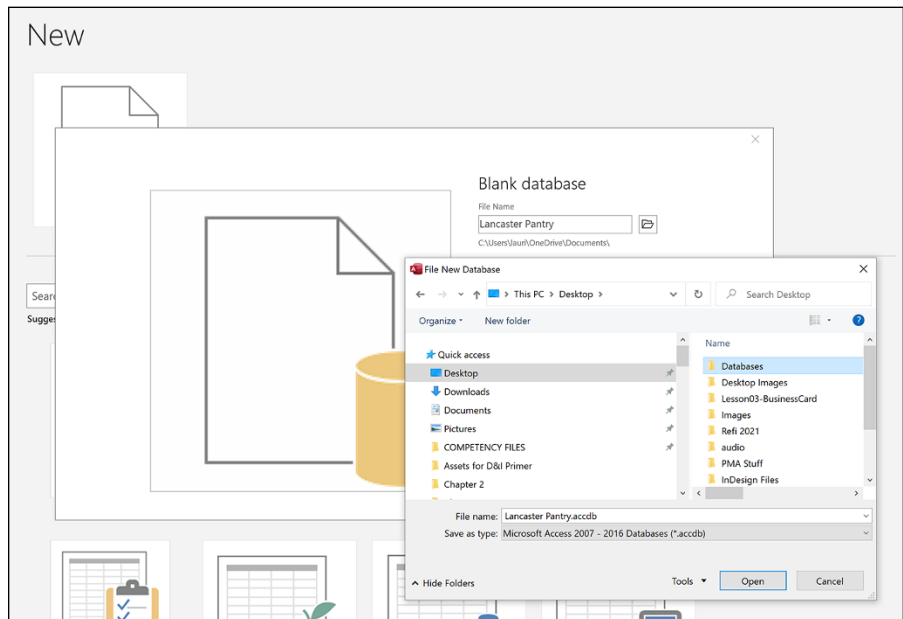 New
Blank database
File Name
Lancaster Pantry
C:\Users\lauri\OneDrive\Documents\
File New Database
This PC > Desktop >
Search Desktop
Organize
New folder
Quick access
Desktop
Downloads
Documents
Pictures
COMPETENCY FILES
Assets for D&I Primer
Chapter 2
Name
Databases
Desktop Images
Lesson03-BusinessCard
Images
Refi 2021
audio
PMA Stuff
InDesign Files
File name: Lancaster Pantry.accdb
Save as type: Microsoft Access 2007 - 2016 Databases (*.accdb)
Hide Folders
Tools
Open
Cancel